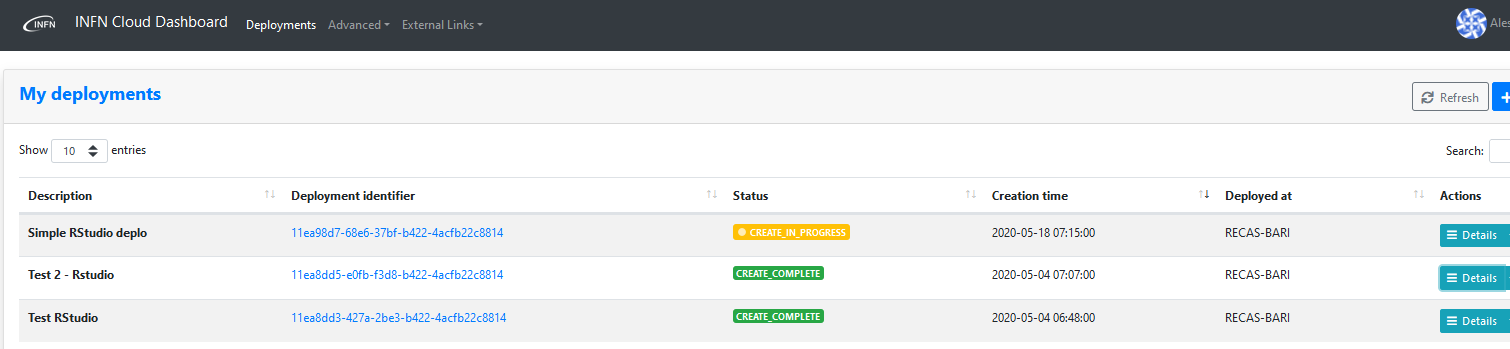 INFN INFN Cloud Dashboard Deployments Advanced External Links Ales
My deployments Refresh
Show 10 entries Search:
Description Deployment identifier Status Creation time Deployed at Actions
Simple RStudio deplo 11ea98d7-68e6-37bf-b422-4acfb22c8814 CREATE_IN_PROGRESS 2020-05-18 07:15:00 RECAS-BARI Details
Test 2 - Rstudio 11ea8dd5-e0fb-f3d8-b422-4acfb22c8814 CREATE_COMPLETE 2020-05-04 07:07:00 RECAS-BARI Details
Test RStudio 11ea8dd3-427a-2be3-b422-4acfb22c8814 CREATE_COMPLETE 2020-05-04 06:48:00 RECAS-BARI Details